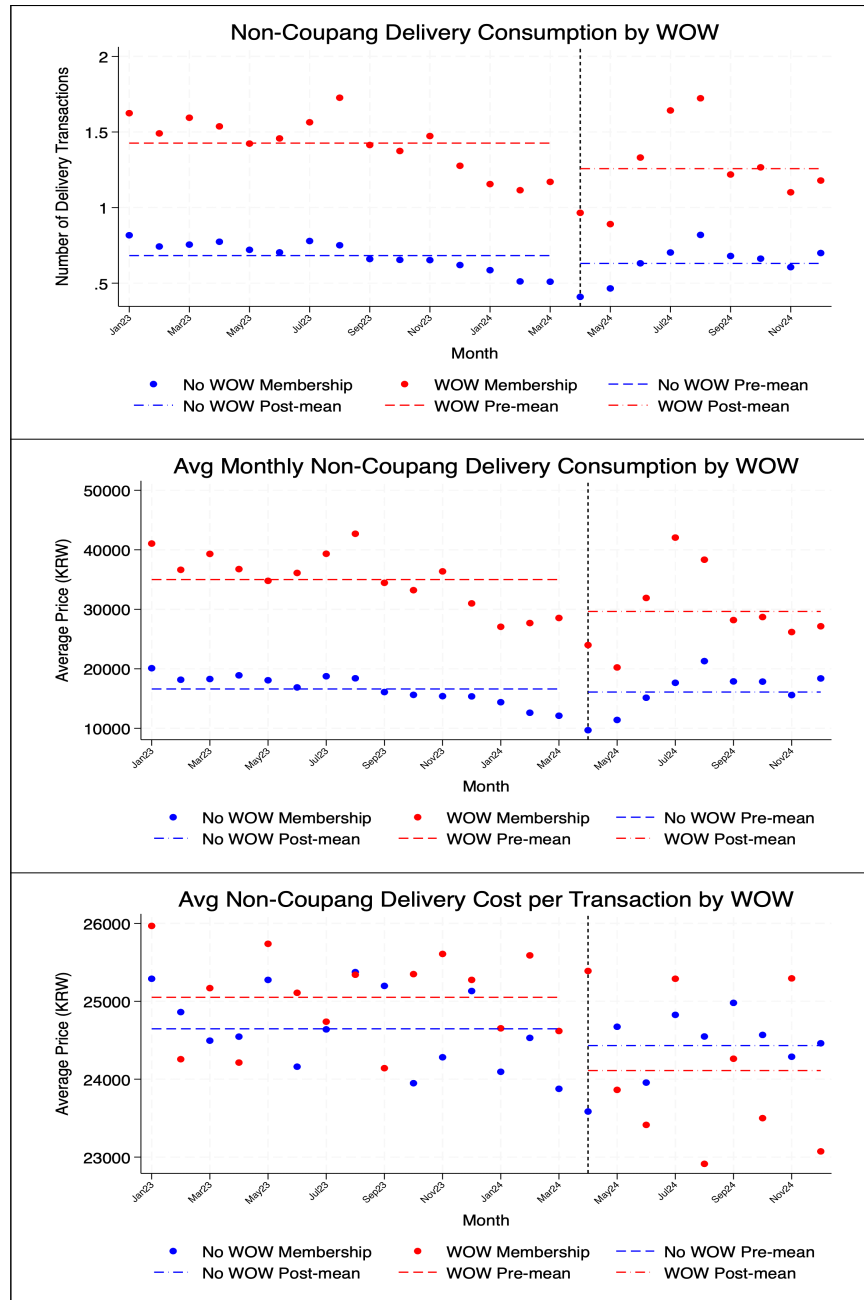 Non-Coupang Delivery Consumption by WOW
Number of Delivery Transactions
2
1.5
1
.5
Jan23 Mar23 May23 Jul23 Sep23 Nov23 Jan24 Mar24 May24 Jul24 Sep24 Nov24
Month
No WOW Membership WOW Membership No WOW Pre-mean
No WOW Post-mean WOW Pre-mean WOW Post-mean
Avg Monthly Non-Coupang Delivery Consumption by WOW
Average Price (KRW)
50000
40000
30000
20000
10000
Jan23 Mar23 May23 Jul23 Sep23 Nov23 Jan24 Mar24 May24 Jul24 Sep24 Nov24
Month
No WOW Membership WOW Membership No WOW Pre-mean
No WOW Post-mean WOW Pre-mean WOW Post-mean
Avg Non-Coupang Delivery Cost per Transaction by WOW
Average Price (KRW)
26000
25000
24000
23000
Jan23 Mar23 May23 Jul23 Sep23 Nov23 Jan24 Mar24 May24 Jul24 Sep24 Nov24
Month
No WOW Membership WOW Membership No WOW Pre-mean
No WOW Post-mean WOW Pre-mean WOW Post-mean